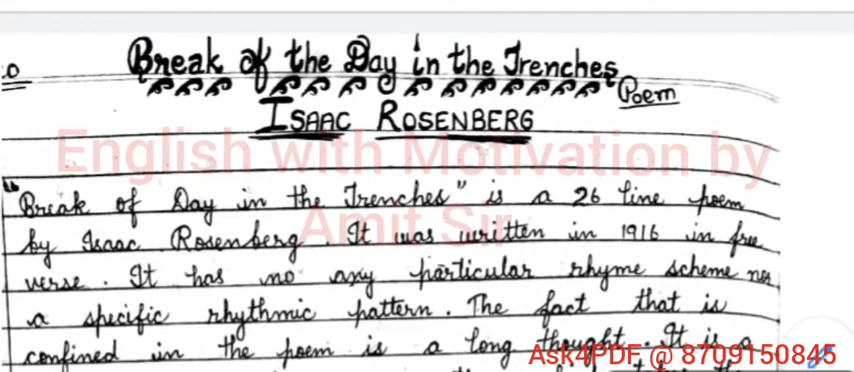 Break of the Day in the Trenches
Poem
ISAAC ROSENBERG
English with Motivation by
Amit Sir
"Break of Day in the Trenches" is a 26 line poem
by Isaac Rosenberg. It was written in 1916 in free
verse. It has no any particular rhyme scheme nor
a specific rhythmic pattern. The fact that is
confined in the poem is a long thought. It is a
Ask4PDF @ 8709150845